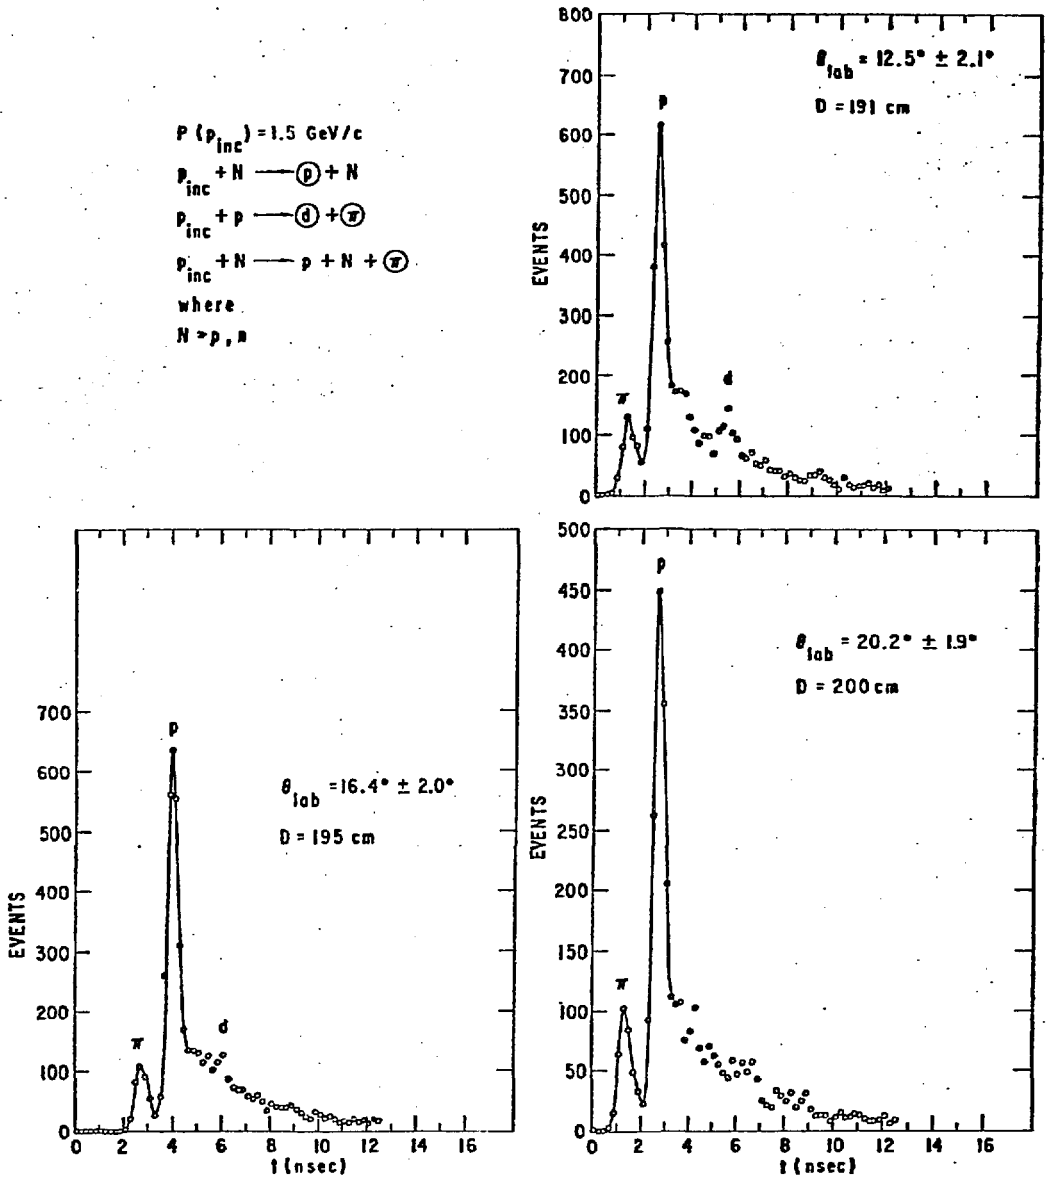 P (p_inc) = 1.5 GeV/c
p_inc + N → p + N
p_inc + p → d + π
p_inc + N → p + N + π
where
N = p, n
800
700
600
500
400
300
200
100
0
EVENTS
θ_lab = 12.5° ± 2.1°
D = 191 cm
p
π
d
700
600
500
400
300
200
100
0
EVENTS
θ_lab = 16.4° ± 2.0°
D = 195 cm
p
π
d
0 2 4 6 8 10 12 14 16
t (nsec)
500
450
400
350
300
250
200
150
100
50
0
EVENTS
θ_lab = 20.2° ± 1.9°
D = 200 cm
p
π
0 2 4 6 8 10 12 14 16
t (nsec)